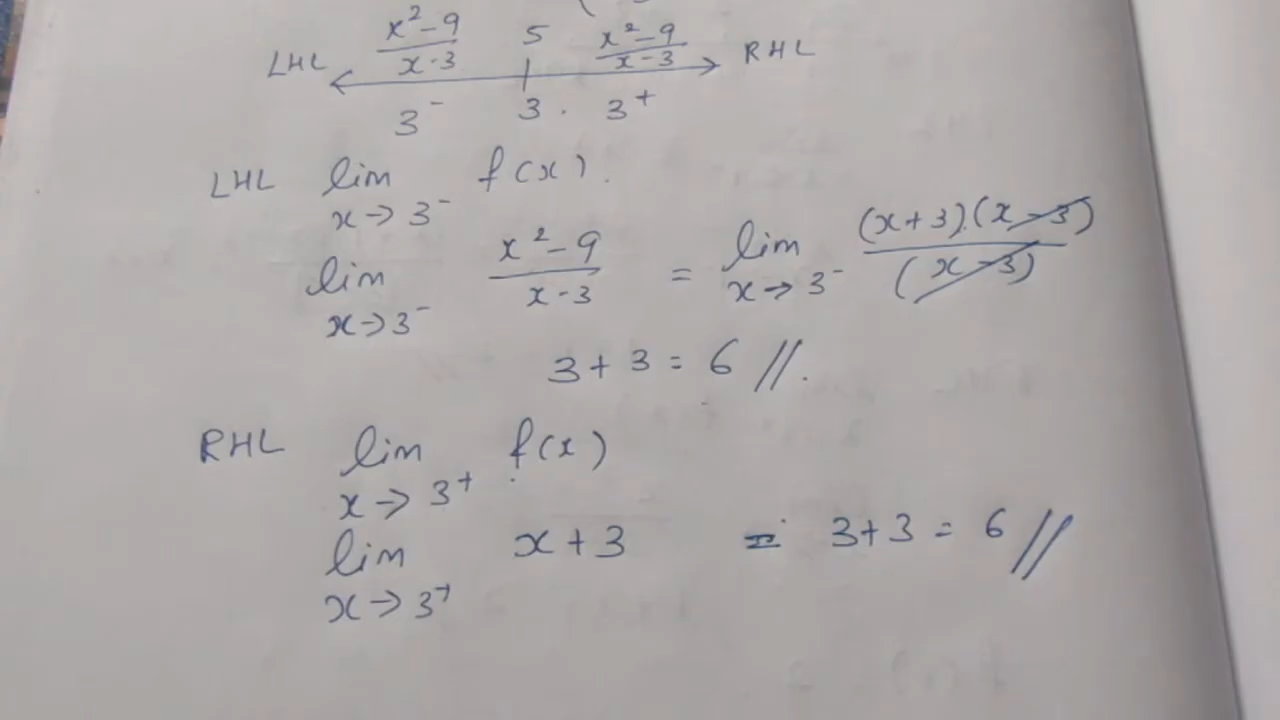 LHL x²-9/x-3 5 x²-9/x-3 RHL
3⁻ 3. 3⁺
LHL lim x→3⁻ f(x).
lim x→3⁻ x²-9/x-3 = lim x→3⁻ (x+3).(x-3)/(x-3)
3+3=6//.
RHL lim x→3⁺ f(x)
lim x→3⁺ x+3 = 3+3=6//